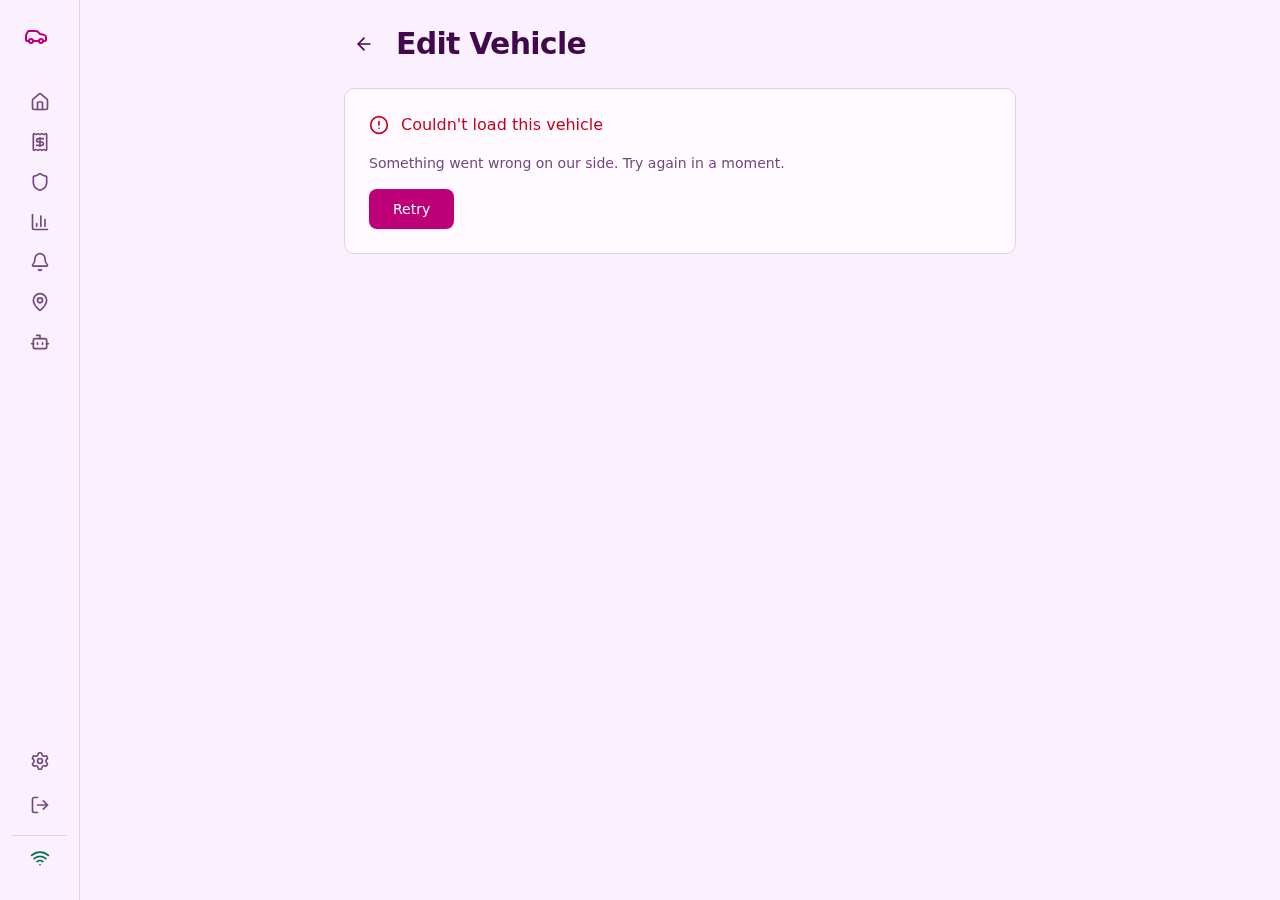 Edit Vehicle
Couldn't load this vehicle
Something went wrong on our side. Try again in a moment.
Retry